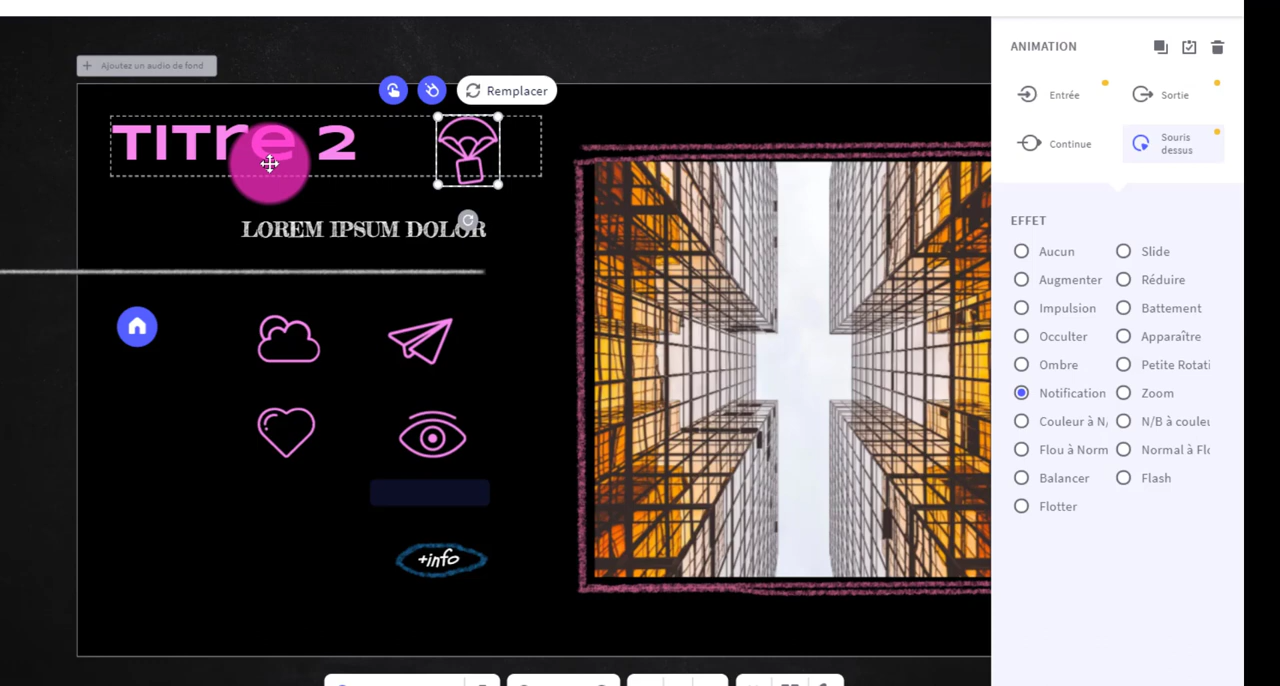 Ajoutez un audio de fond
Remplacer
TITre 2
LOREM IPSUM DOLOR
+info
ANIMATION
Entrée
Sortie
Continue
Souris
dessus
EFFET
Aucun
Slide
Augmenter
Réduire
Impulsion
Battement
Occulter
Apparaître
Ombre
Petite Rotati
Notification
Zoom
Couleur à N/
N/B à couleu
Flou à Norm
Normal à Flo
Balancer
Flash
Flotter